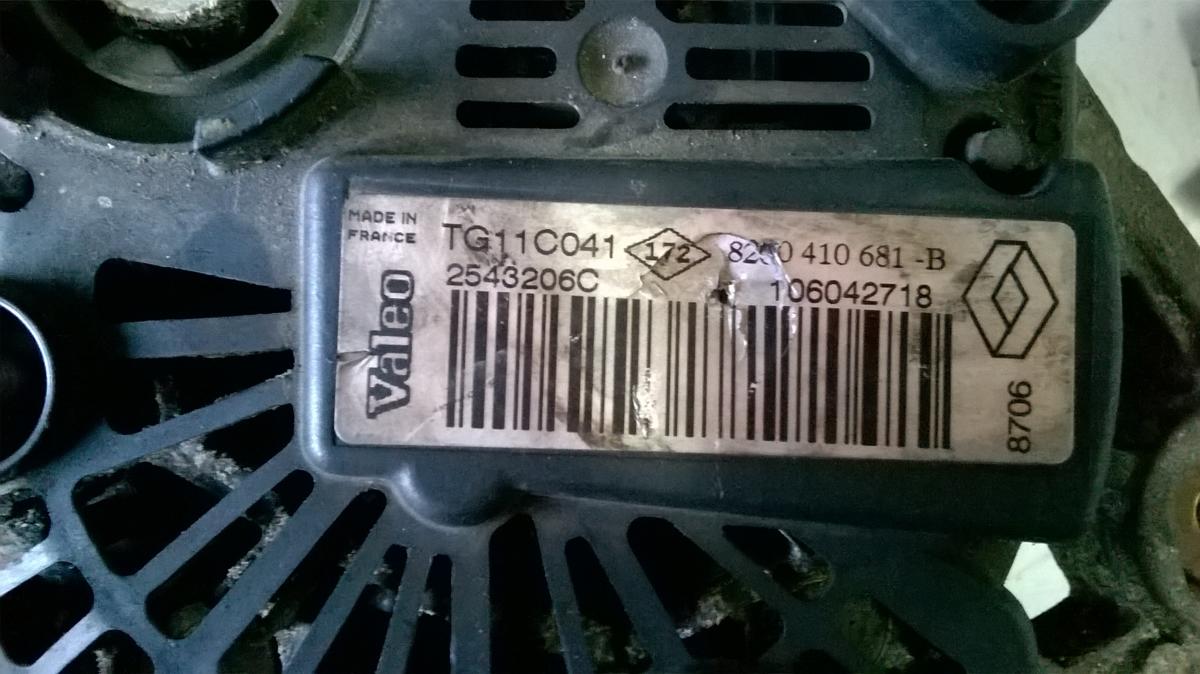 MADE IN
FRANCE
Valeo
TG11C041 172 410 681 -B
2543206C 106042718
8706